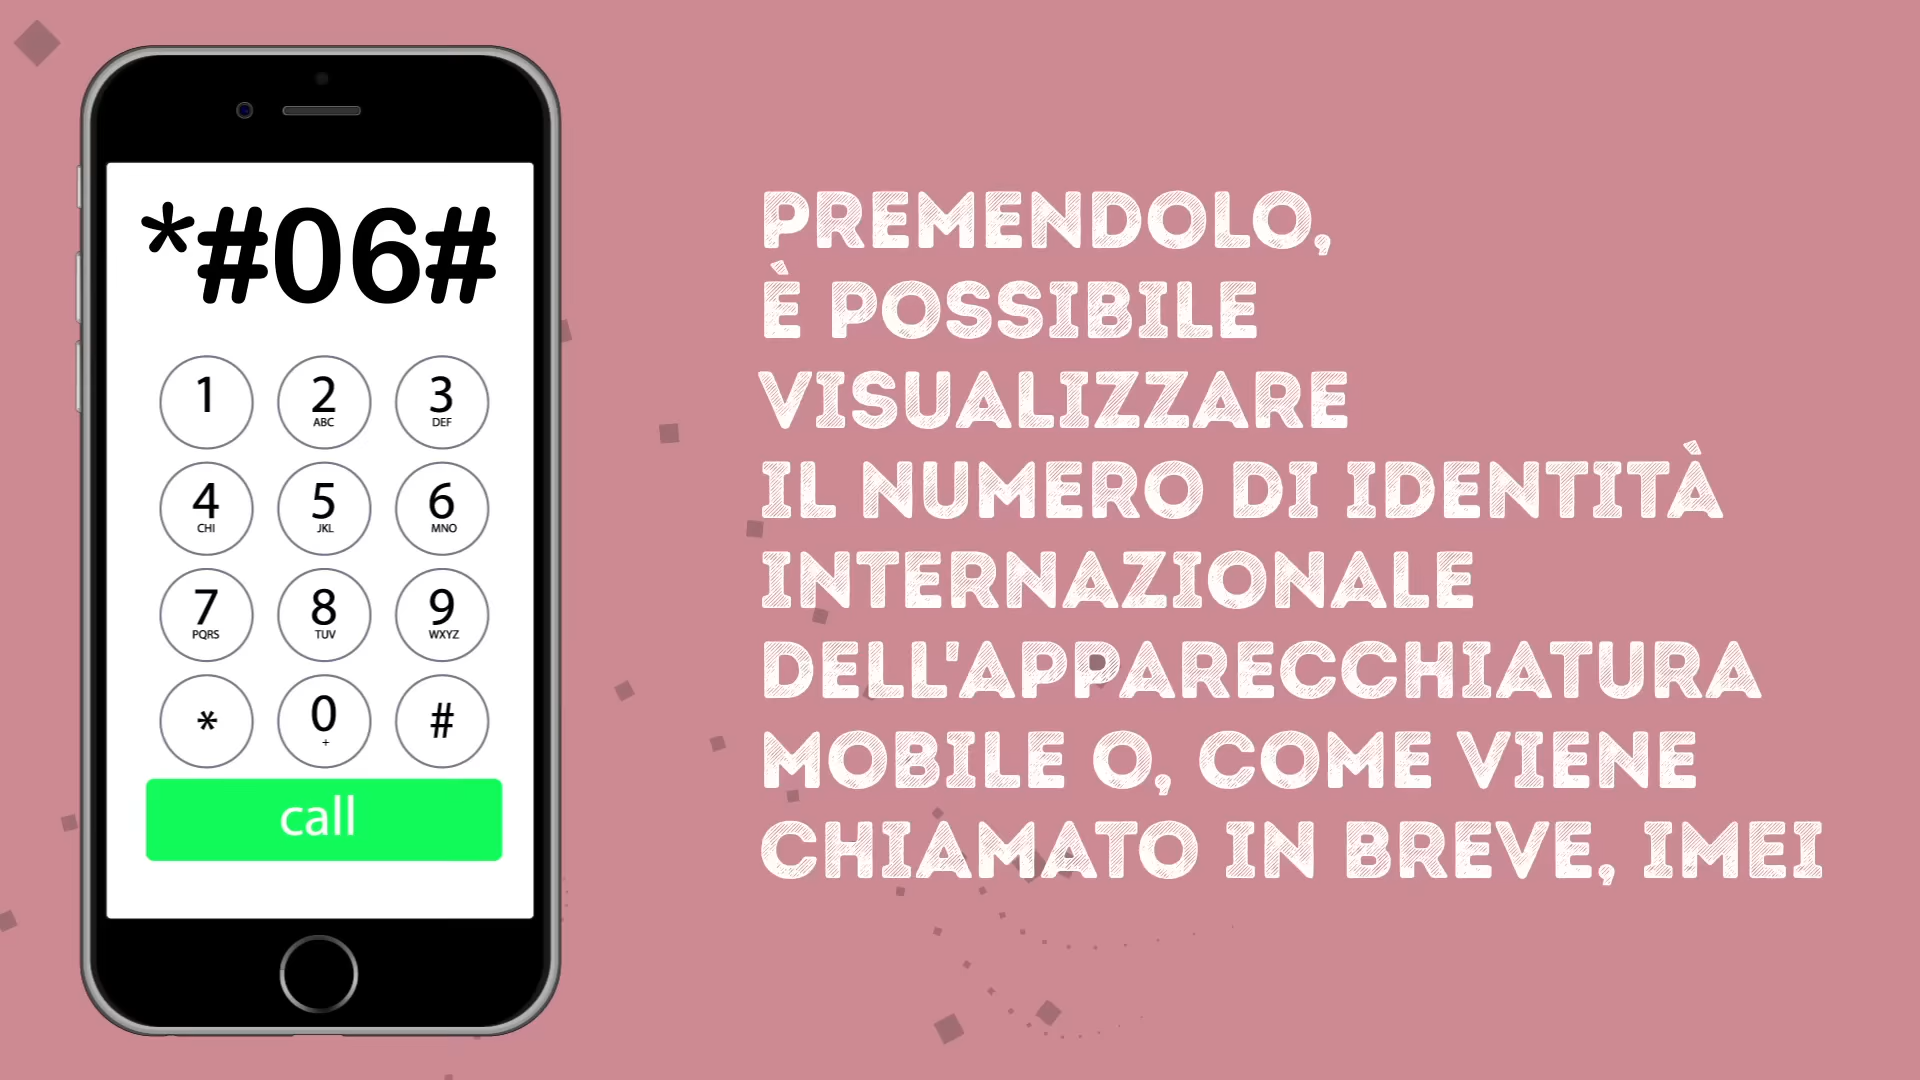 *#06#
1
2
ABC
3
DEF
4
CHI
5
JKL
6
MNO
7
PQRS
8
TUV
9
WXYZ
*
0
+
#
call
PREMENDOLO,
È POSSIBILE
VISUALIZZARE
IL NUMERO DI IDENTITÀ
INTERNAZIONALE
DELL'APPARECCHIATURA
MOBILE O, COME VIENE
CHIAMATO IN BREVE, IMEI